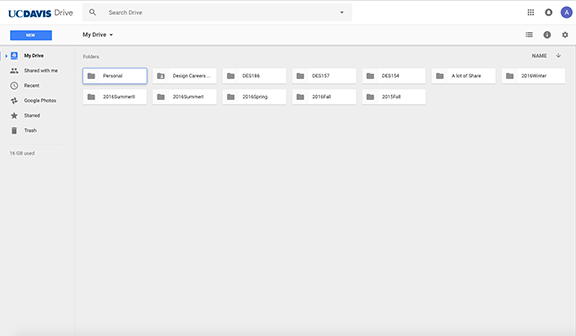 UCDAVIS Drive
Search Drive
A
NEW
My Drive
NAME
My Drive
Shared with me
Recent
Google Photos
Starred
Trash
16 GB used
Folders
Personal
Design Careers...
DES186
DES157
DES154
A lot of Share
2016Winter
2016SummerII
2016SummerI
2016Spring
2016Fall
2015Fall